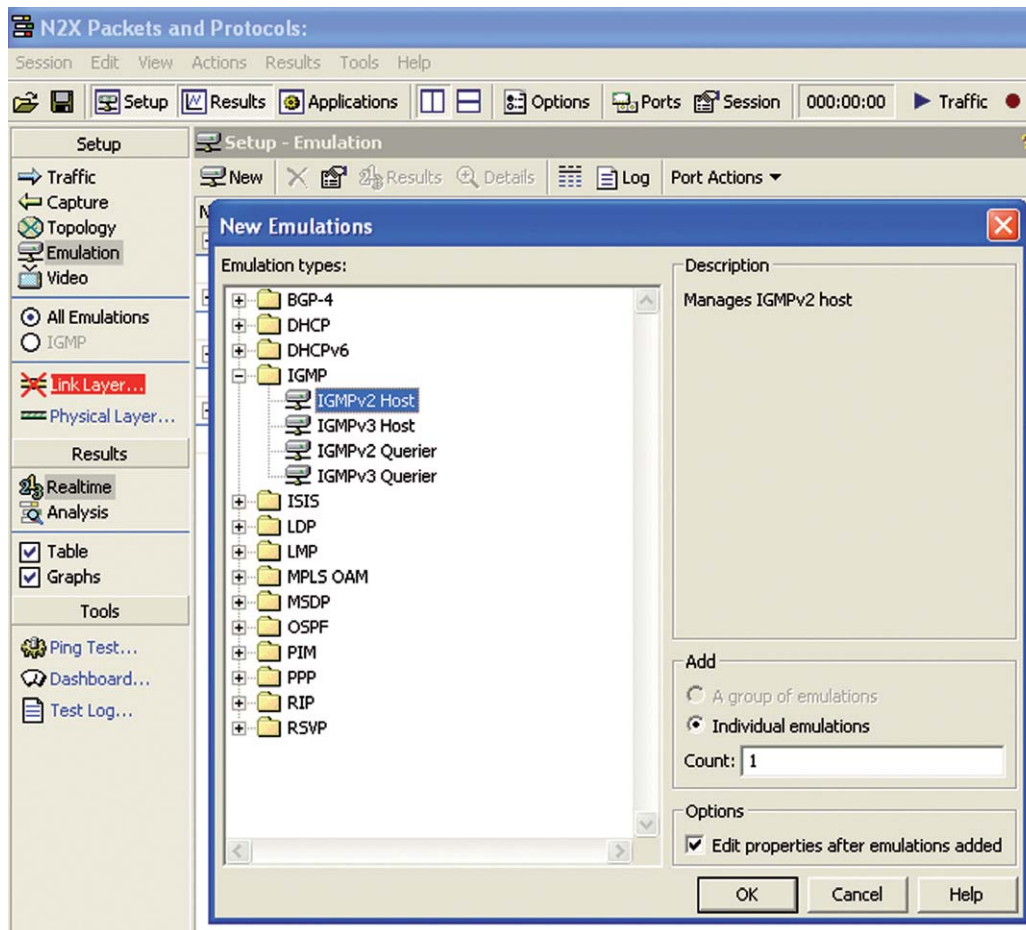 N2X Packets and Protocols:
Session Edit View Actions Results Tools Help
Setup Results Applications Options Ports Session 000:00:00 Traffic
Setup
Traffic
Capture
Topology
Emulation
Video
All Emulations
IGMP
Link Layer...
Physical Layer...
Results
Realtime
Analysis
Table
Graphs
Tools
Ping Test...
Dashboard...
Test Log...
Setup - Emulation
New Results Details Log Port Actions
New Emulations
Emulation types:
BGP-4
DHCP
DHCPv6
IGMP
IGMPv2 Host
IGMPv3 Host
IGMPv2 Querier
IGMPv3 Querier
ISIS
LDP
LMP
MPLS OAM
MSDP
OSPF
PIM
PPP
RIP
RSVP
Description
Manages IGMPv2 host
Add
A group of emulations
Individual emulations
Count: 1
Options
Edit properties after emulations added
OK Cancel Help